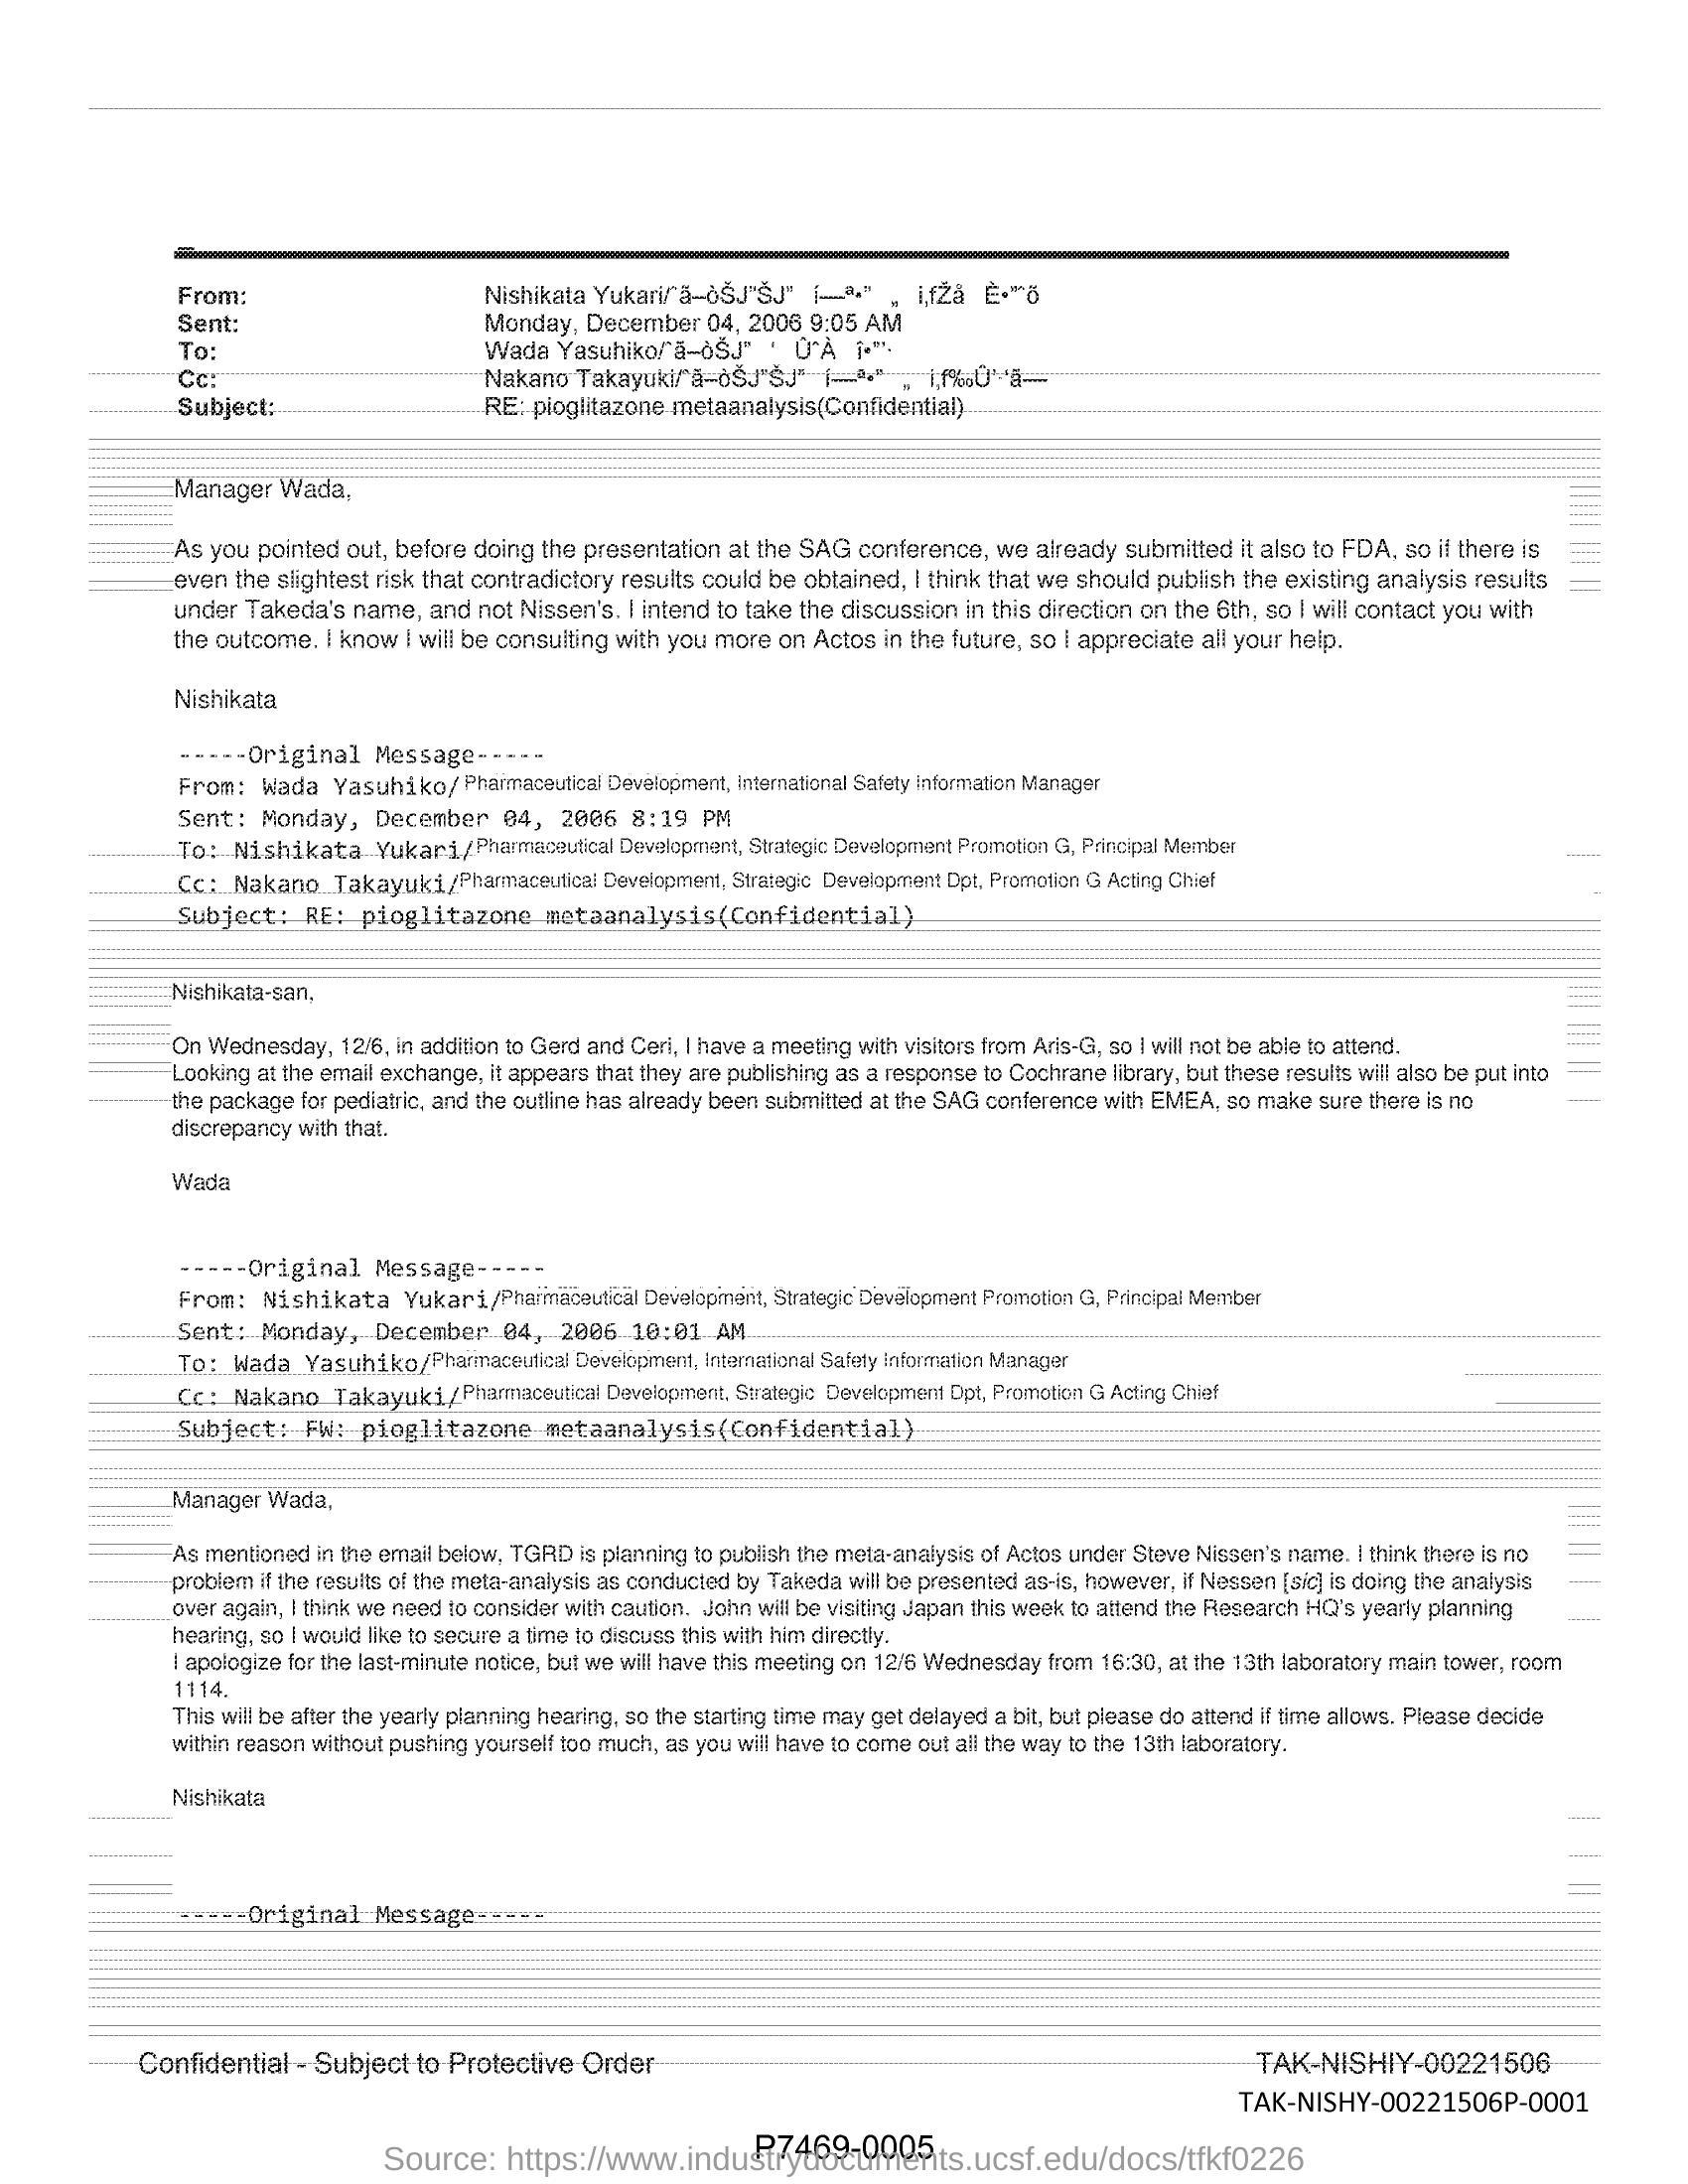 From: Nishikata Yukari/
Sent: Monday, December 04, 2006 9:05 AM
To: Wada Yasuhiko/
Cc: Nakano Takayuki/
Subject: RE: pioglitazone metaanalysis(Confidential)
Manager Wada,
As you pointed out, before doing the presentation at the SAG conference, we already submitted it also to FDA, so if there is
even the slightest risk that contradictory results could be obtained, I think that we should publish the existing analysis results
under Takeda's name, and not Nissen's. I intend to take the discussion in this direction on the 6th, so I will contact you with
the outcome. I know I will be consulting with you more on Actos in the future, so I appreciate all your help.
Nishikata
-----Original Message-----
From: Wada Yasuhiko/Pharmaceutical Development, International Safety Information Manager
Sent: Monday, December 04, 2006 8:19 PM
To: Nishikata Yukari/Pharmaceutical Development, Strategic Development Promotion G, Principal Member
Cc: Nakano Takayuki/Pharmaceutical Development, Strategic Development Dpt, Promotion G Acting Chief
Subject: RE: pioglitazone metaanalysis(Confidential)
Nishikata-san,
On Wednesday, 12/6, in addition to Gerd and Ceri, I have a meeting with visitors from Aris-G, so I will not be able to attend.
Looking at the email exchange, it appears that they are publishing as a response to Cochrane library, but these results will also be put into
the package for pediatric, and the outline has already been submitted at the SAG conference with EMEA, so make sure there is no
discrepancy with that.
Wada
-----Original Message-----
From: Nishikata Yukari/Pharmaceutical Development, Strategic Development Promotion G, Principal Member
Sent: Monday, December 04, 2006 10:01 AM
To: Wada Yasuhiko/Pharmaceutical Development, International Safety Information Manager
Cc: Nakano Takayuki/Pharmaceutical Development, Strategic Development Dpt, Promotion G Acting Chief
Subject: FW: pioglitazone metaanalysis(Confidential)
Manager Wada,
As mentioned in the email below, TGRD is planning to publish the meta-analysis of Actos under Steve Nissen's name. I think there is no
problem if the results of the meta-analysis as conducted by Takeda will be presented as-is, however, if Nessen [sic] is doing the analysis
over again, I think we need to consider with caution. John will be visiting Japan this week to attend the Research HQ's yearly planning
hearing, so I would like to secure a time to discuss this with him directly.
I apologize for the last-minute notice, but we will have this meeting on 12/6 Wednesday from 16:30, at the 13th laboratory main tower, room
1114.
This will be after the yearly planning hearing, so the starting time may get delayed a bit, but please do attend if time allows. Please decide
within reason without pushing yourself too much, as you will have to come out all the way to the 13th laboratory.
Nishikata
-----Original Message-----
Confidential - Subject to Protective Order
TAK-NISHIY-00221506
TAK-NISHY-00221506P-0001
P7469-0005
Source: https://www.industrydocuments.ucsf.edu/docs/tfkf0226